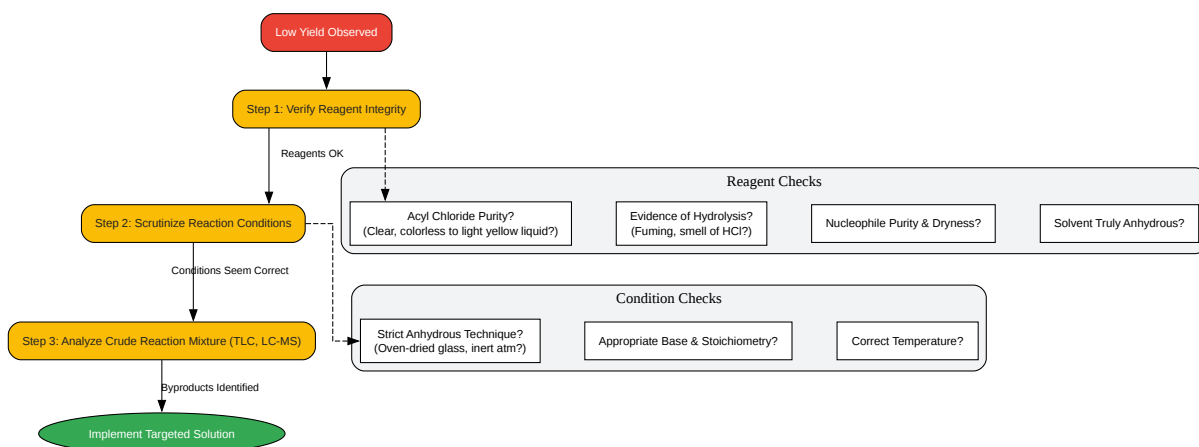 Low Yield Observed
Step 1: Verify Reagent Integrity
Reagents OK
Reagent Checks
Acyl Chloride Purity?
(Clear, colorless to light yellow liquid?)
Evidence of Hydrolysis?
(Fuming, smell of HCl?)
Nucleophile Purity & Dryness?
Solvent Truly Anhydrous?
Step 2: Scrutinize Reaction Conditions
Conditions Seem Correct
Condition Checks
Strict Anhydrous Technique?
(Oven-dried glass, inert atm?)
Appropriate Base & Stoichiometry?
Correct Temperature?
Step 3: Analyze Crude Reaction Mixture (TLC, LC-MS)
Byproducts Identified
Implement Targeted Solution